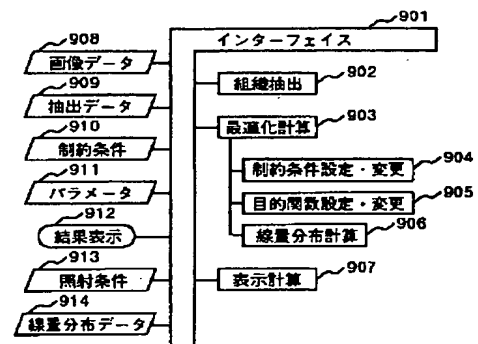 901
インターフェイス
908
画像データ
909
抽出データ
910
制約条件
911
パラメータ
912
結果表示
913
照射条件
914
線量分布データ
組織抽出
902
最適化計算
903
制約条件設定・変更
904
目的関数設定・変更
905
線量分布計算
906
表示計算
907